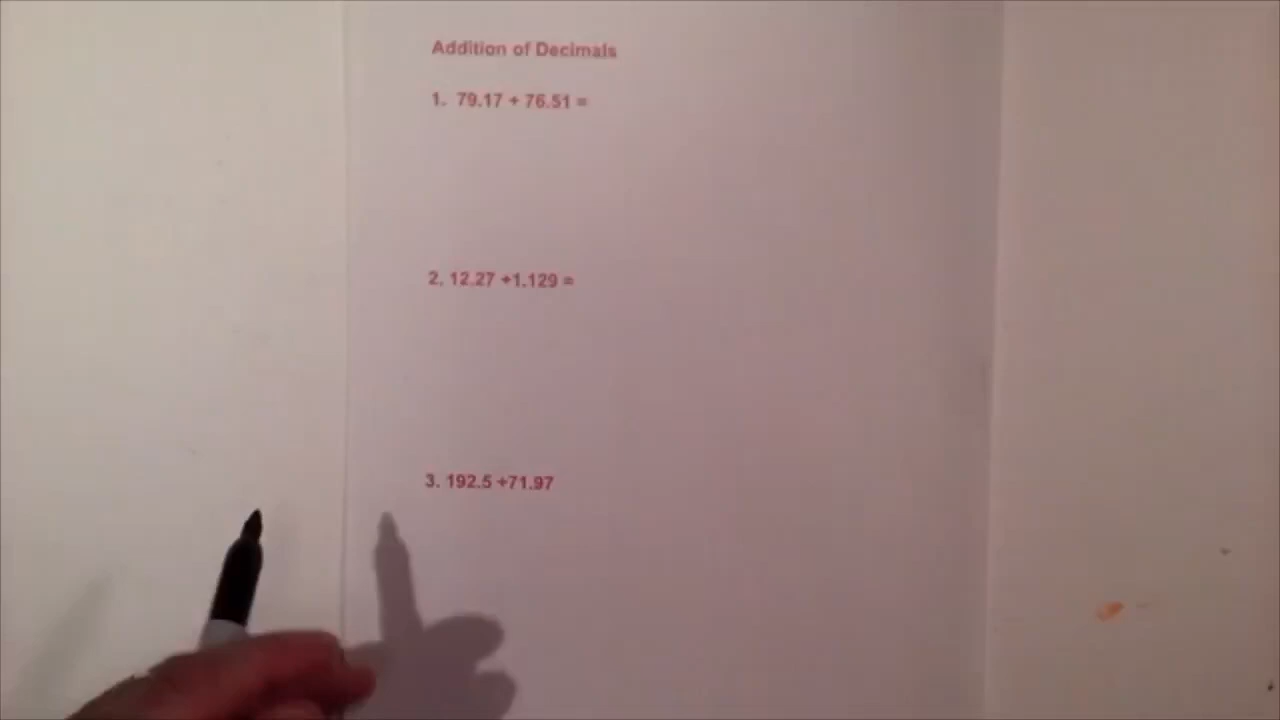 Addition of Decimals
1. 79.17 + 76.51 =
2. 12.27 +1.129 =
3. 192.5 +71.97